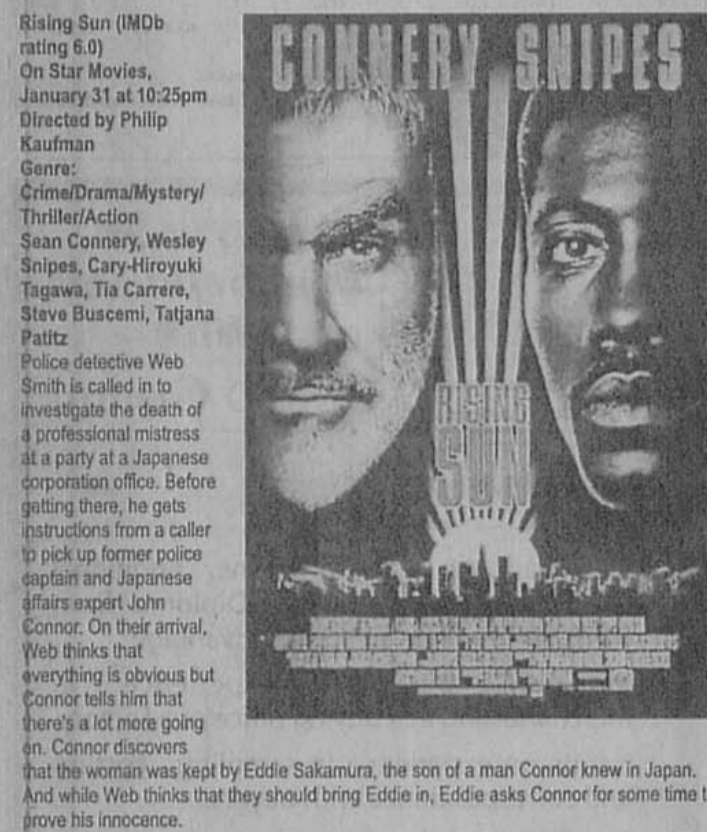 Rising Sun (IMDb
rating 6.0)
On Star Movies,
January 31 at 10:25pm
Directed by Philip
Kaufman
Genre:
Crime/Drama/Mystery/
Thriller/Action
Sean Connery, Wesley
Snipes, Cary-Hiroyuki
Tagawa, Tia Carrere,
Steve Buscemi, Tatjana
Patitz
Police detective Web
Smith is called in to
investigate the death of
a professional mistress
at a party at a Japanese
corporation office. Before
getting there, he gets
instructions from a caller
to pick up former police
captain and Japanese
affairs expert John
Connor. On their arrival,
Web thinks that
everything is obvious but
Connor tells him that
there's a lot more going
on. Connor discovers
that the woman was kept by Eddie Sakamura, the son of a man Connor knew in Japan.
And while Web thinks that they should bring Eddie in, Eddie asks Connor for some time t
prove his innocence.
CONNERY SNIPES
RISING
SUN